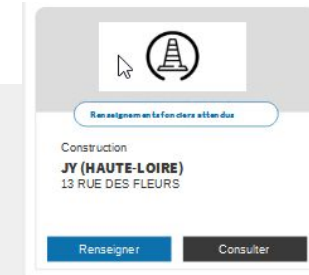 Renseignements fonciers attendus
Construction
JY (HAUTE-LOIRE)
13 RUE DES FLEURS
Renseigner
Consulter